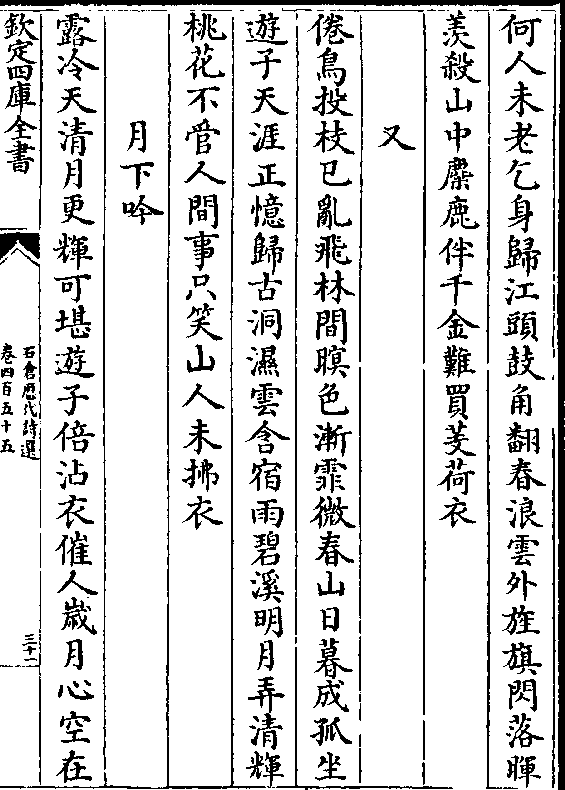 何人未老乞身歸江頭鼓角翻春浪雲外旌旗閃落暉
羡殺山中麋鹿伴千金難買芰荷衣
又
倦鳥投枝已亂飛林間暝色漸霏微春山日暮成孤坐
遊子天涯正憶歸古洞濕雲含宿雨碧溪明月弄清輝
桃花不管人間事只笑山人未拂衣
月下吟
露冷天清月更輝可堪遊子倍沾衣催人嵗月心空在
欽定四庫全書
石倉歷代詩選
卷四百五十五
三十一